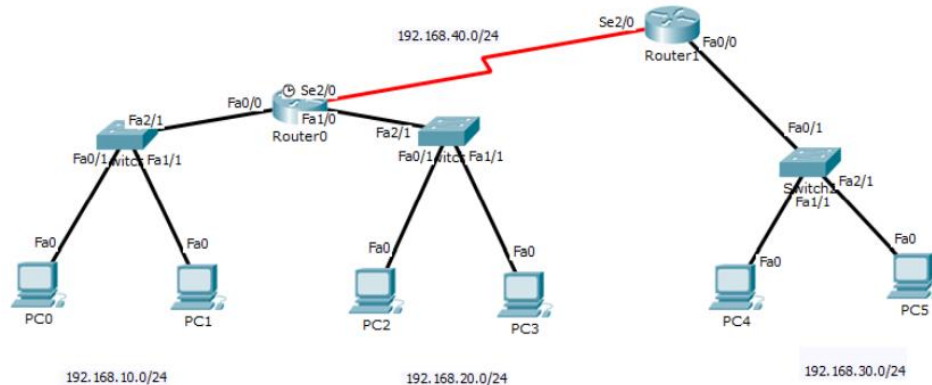 192.168.40.0/24
Se2/0
Fa0/0
Router1
Fa0/0
Se2/0
Fa1/0
Router0
Fa2/1
Fa0/1
Fa1/1
Fa2/1
Fa0/1
Fa1/1
Fa0/1
Switch2
Fa2/1
Fa1/1
Fa0
Fa0
Fa0
Fa0
Fa0
Fa0
PC0
PC1
PC2
PC3
PC4
PC5
192.168.10.0/24
192.168.20.0/24
192.168.30.0/24